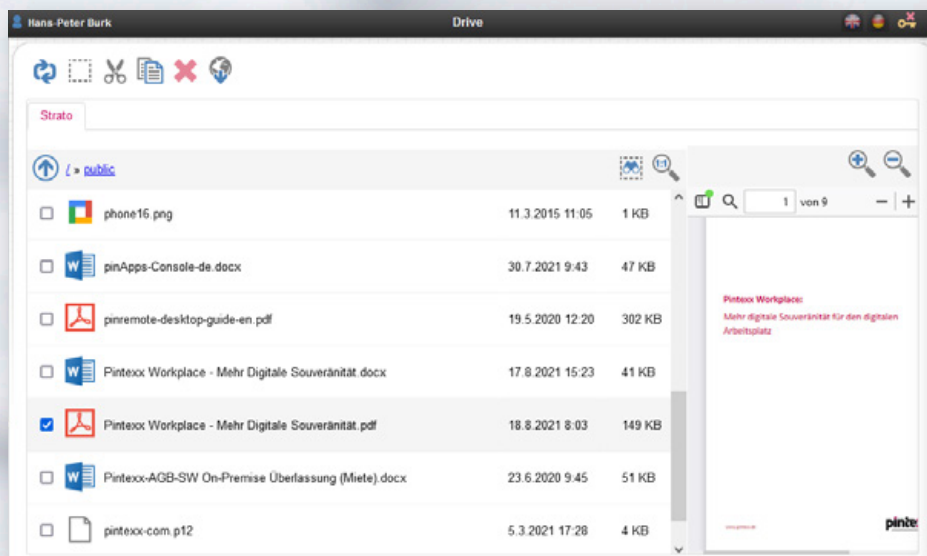 Hans-Peter Burk
Drive
Strato
/ » public
1:1
1 von 9
phone16.png 11.3.2015 11:05 1 KB
pinApps-Console-de.docx 30.7.2021 9:43 47 KB
pinremote-desktop-guide-en.pdf 19.5.2020 12:20 302 KB
Pintexx Workplace - Mehr Digitale Souveränität.docx 17.8.2021 15:23 41 KB
Pintexx Workplace - Mehr Digitale Souveränität.pdf 18.8.2021 8:03 149 KB
Pintexx-AGB-SW On-Premise Überlassung (Miete).docx 23.6.2020 9:45 51 KB
pintexx-com.p12 5.3.2021 17:28 4 KB
Pintexx Workplace:
Mehr digitale Souveränität für den digitalen
Arbeitsplatz
pinte